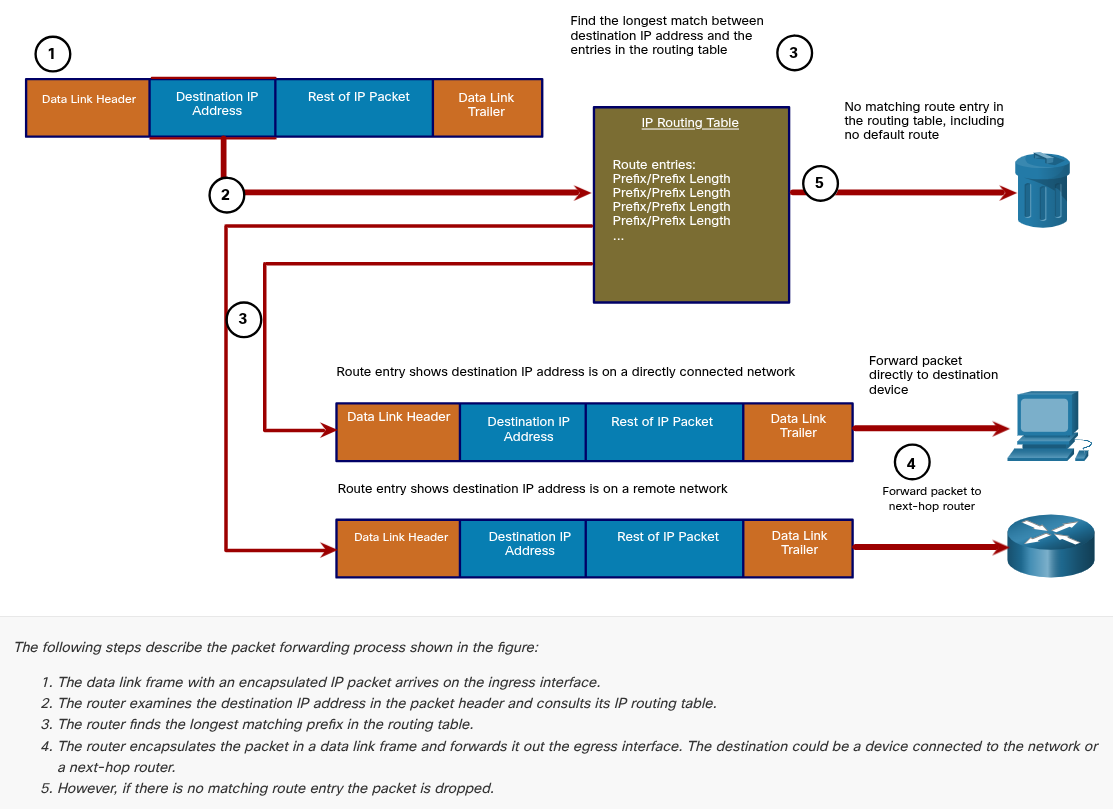 Find the longest match between
destination IP address and the
entries in the routing table
1
3
Data Link Header
Destination IP
Address
Rest of IP Packet
Data Link
Trailer
No matching route entry in
the routing table, including
no default route
IP Routing Table
Route entries:
Prefix/Prefix Length
Prefix/Prefix Length
Prefix/Prefix Length
Prefix/Prefix Length
...
2
5
3
Route entry shows destination IP address is on a directly connected network
Forward packet
directly to destination
device
Data Link Header
Destination IP
Address
Rest of IP Packet
Data Link
Trailer
4
Route entry shows destination IP address is on a remote network
Forward packet to
next-hop router
Data Link Header
Destination IP
Address
Rest of IP Packet
Data Link
Trailer
The following steps describe the packet forwarding process shown in the figure:
1. The data link frame with an encapsulated IP packet arrives on the ingress interface.
2. The router examines the destination IP address in the packet header and consults its IP routing table.
3. The router finds the longest matching prefix in the routing table.
4. The router encapsulates the packet in a data link frame and forwards it out the egress interface. The destination could be a device connected to the network or
a next-hop router.
5. However, if there is no matching route entry the packet is dropped.